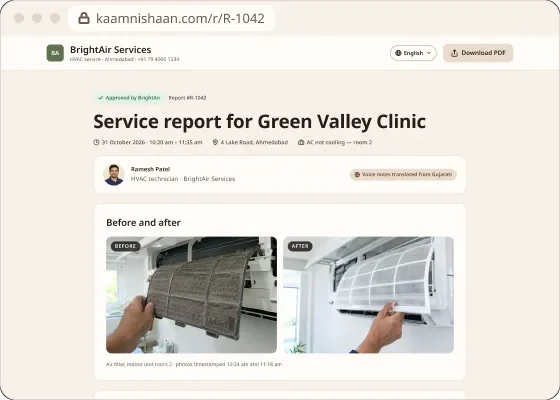 kaamnishaan.com/r/R-1042
BA
BrightAir Services
HVAC service · Ahmedabad · +91 79 4000 1234
English
Download PDF
Approved by BrightAir
Report #R-1042
Service report for Green Valley Clinic
31 October 2026 · 10:20 am – 11:35 am
4 Lake Road, Ahmedabad
AC not cooling — room 2
Ramesh Patel
HVAC technician · BrightAir Services
Voice notes translated from Gujarati
Before and after
BEFORE
AFTER
Air filter, indoor unit room 2 · photos timestamped 10:24 am and 11:18 am